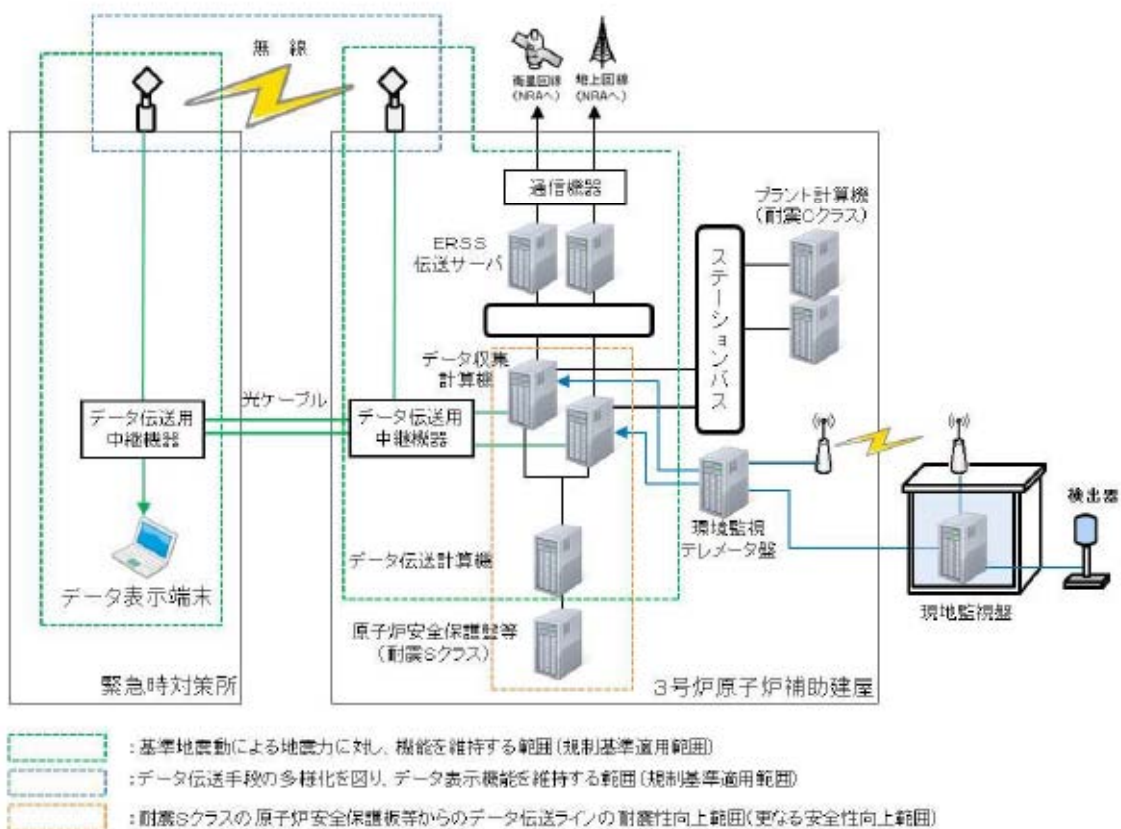 無 線
衛星回線
(NRAへ)
地上回線
(NRAへ)
通信機器
プラント計算機
(耐震Cクラス)
ERSS
伝送サーバ
ステーションバス
データ収集
計算機
光ケーブル
データ伝送用
中継機器
データ伝送用
中継機器
検出器
環境監視
テレメータ盤
データ伝送計算機
データ表示端末
現地監視盤
原子炉安全保護盤等
(耐震Sクラス)
緊急時対策所
3号炉原子炉補助建屋
:基準地震動による地震力に対し、機能を維持する範囲(規制基準適用範囲)
:データ伝送手段の多様化を図り、データ表示機能を維持する範囲(規制基準適用範囲)
:耐震Sクラスの原子炉安全保護板等からのデータ伝送ラインの耐震性向上範囲(更なる安全性向上範囲)